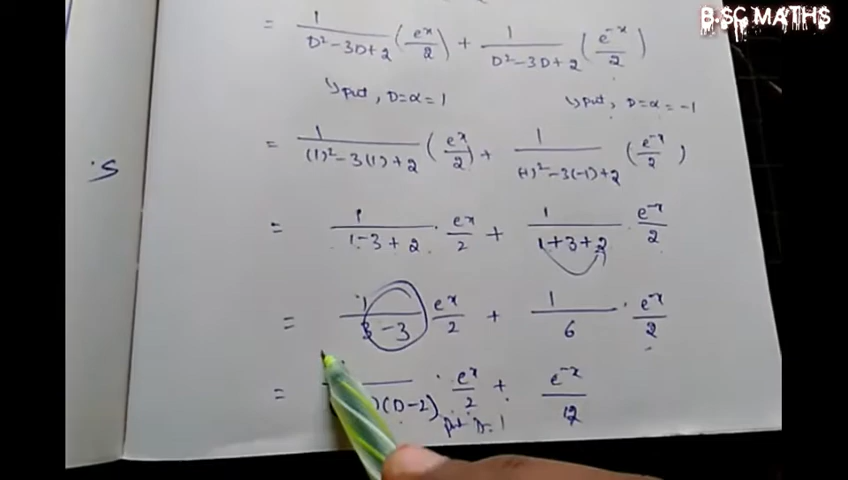 B.SC MATHS
= 1/(D²-3D+2) (eˣ/2) + 1/(D²-3D+2) (e⁻ˣ/2)
↳put, D=α=1 ↳put, D=α=-1
= 1/((1)²-3(1)+2) (eˣ/2) + 1/((-1)²-3(-1)+2) (e⁻ˣ/2)
= 1/(1-3+2) · eˣ/2 + 1/(1+3+2) · e⁻ˣ/2
= 1/(3-3) eˣ/2 + 1/6 · e⁻ˣ/2
= )(D-2) · eˣ/2 + e⁻ˣ/12
put D=1